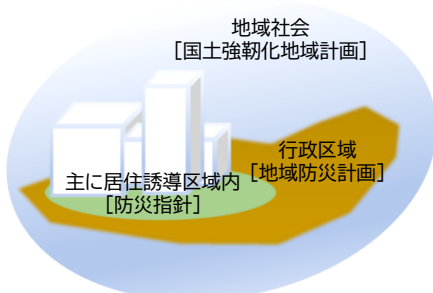 地域社会
［国土強靭化地域計画］
行政区域
［地域防災計画］
主に居住誘導区域内
［防災指針］